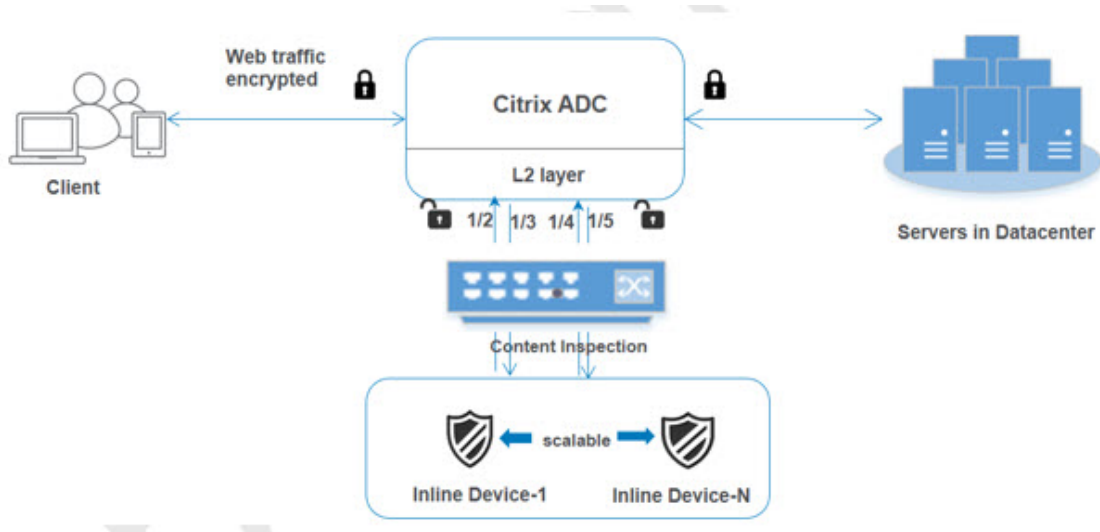 Web traffic
encrypted
Citrix ADC
L2 layer
Client
1/2 1/3 1/4 1/5
Servers in Datacenter
Content Inspection
scalable
Inline Device-1 Inline Device-N